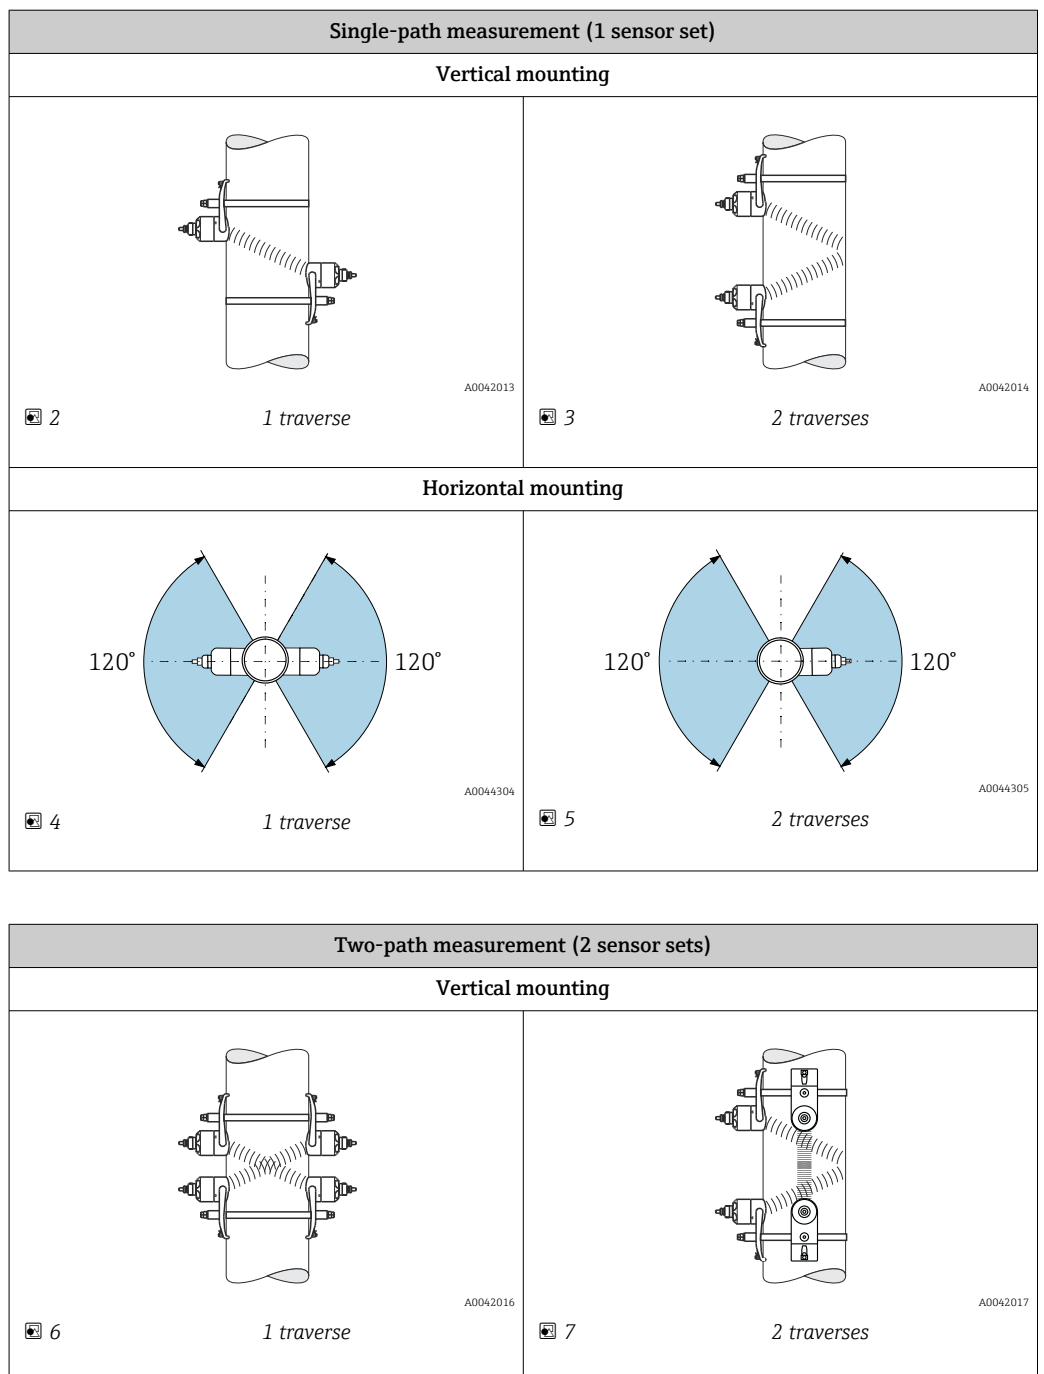 Single-path measurement (1 sensor set)
Vertical mounting
A0042013
2 1 traverse
A0042014
3 2 traverses
Horizontal mounting
120° 120°
A0044304
4 1 traverse
120° 120°
A0044305
5 2 traverses
Two-path measurement (2 sensor sets)
Vertical mounting
A0042016
6 1 traverse
A0042017
7 2 traverses